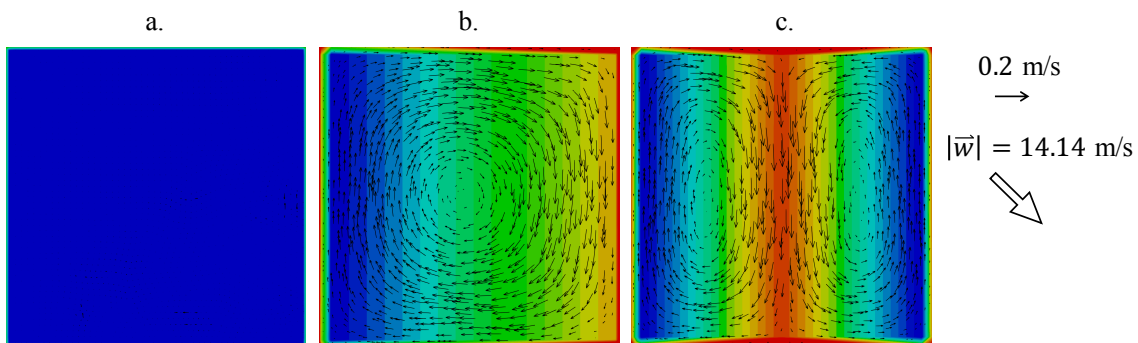 a.
b.
c.
0.2 m/s
|w⃗| = 14.14 m/s